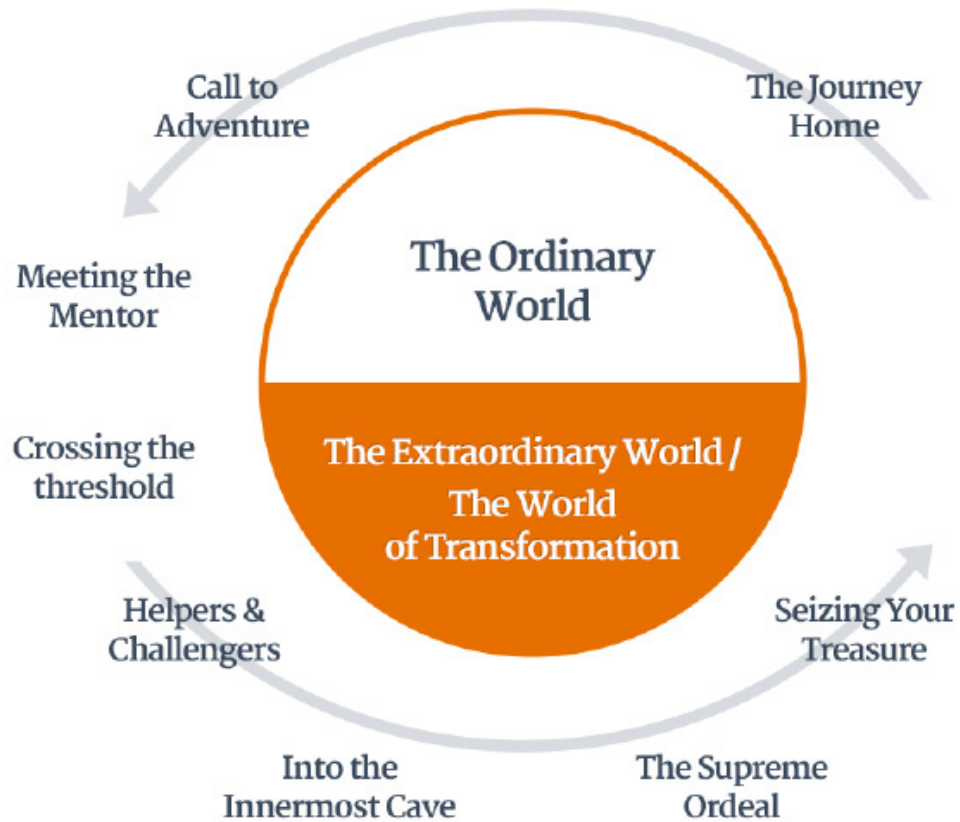 Call to
Adventure
The Journey
Home
The Ordinary
World
Meeting the
Mentor
Crossing the
threshold
The Extraordinary World /
The World
of Transformation
Helpers &
Challengers
Seizing Your
Treasure
Into the
Innermost Cave
The Supreme
Ordeal